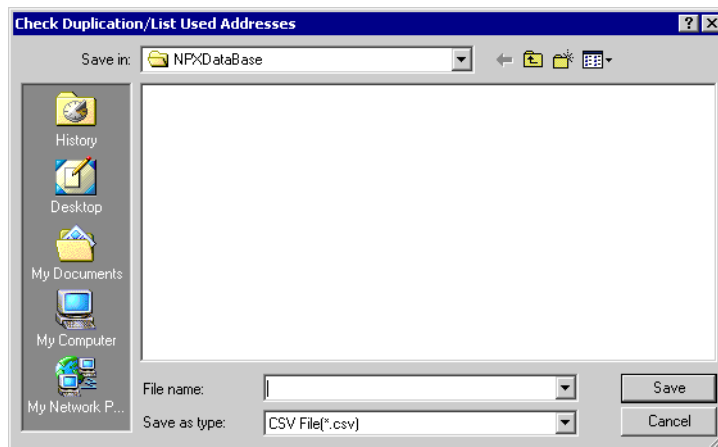 Check Duplication/List Used Addresses
Save in: NPXDataBase
History
Desktop
My Documents
My Computer
My Network P...
File name:
Save
Save as type: CSV File(*.csv)
Cancel